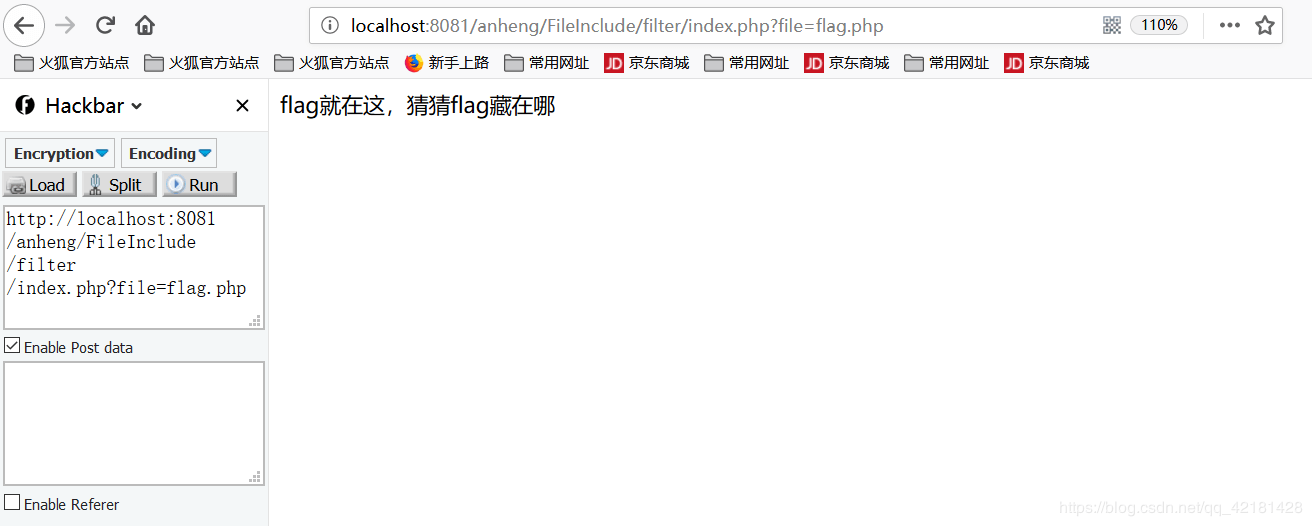 localhost:8081/anheng/FileInclude/filter/index.php?file=flag.php 110%
火狐官方站点 火狐官方站点 火狐官方站点 新手上路 常用网址 JD 京东商城 常用网址 JD 京东商城 常用网址 JD 京东商城
Hackbar
flag就在这，猜猜flag藏在哪
Encryption Encoding
Load Split Run
http://localhost:8081
/anheng/FileInclude
/filter
/index.php?file=flag.php
Enable Post data
Enable Referer
https://blog.csdn.net/qq_42181428